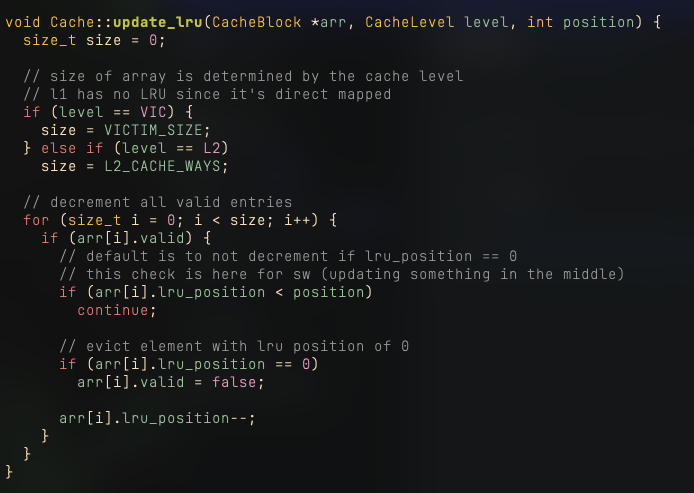 void Cache::update_lru(CacheBlock *arr, CacheLevel level, int position) {
  size_t size = 0;

  // size of array is determined by the cache level
  // l1 has no LRU since it's direct mapped
  if (level == VIC) {
    size = VICTIM_SIZE;
  } else if (level == L2)
    size = L2_CACHE_WAYS;

  // decrement all valid entries
  for (size_t i = 0; i < size; i++) {
    if (arr[i].valid) {
      // default is to not decrement if lru_position == 0
      // this check is here for sw (updating something in the middle)
      if (arr[i].lru_position < position)
        continue;

      // evict element with lru position of 0
      if (arr[i].lru_position == 0)
        arr[i].valid = false;

      arr[i].lru_position--;
    }
  }
}